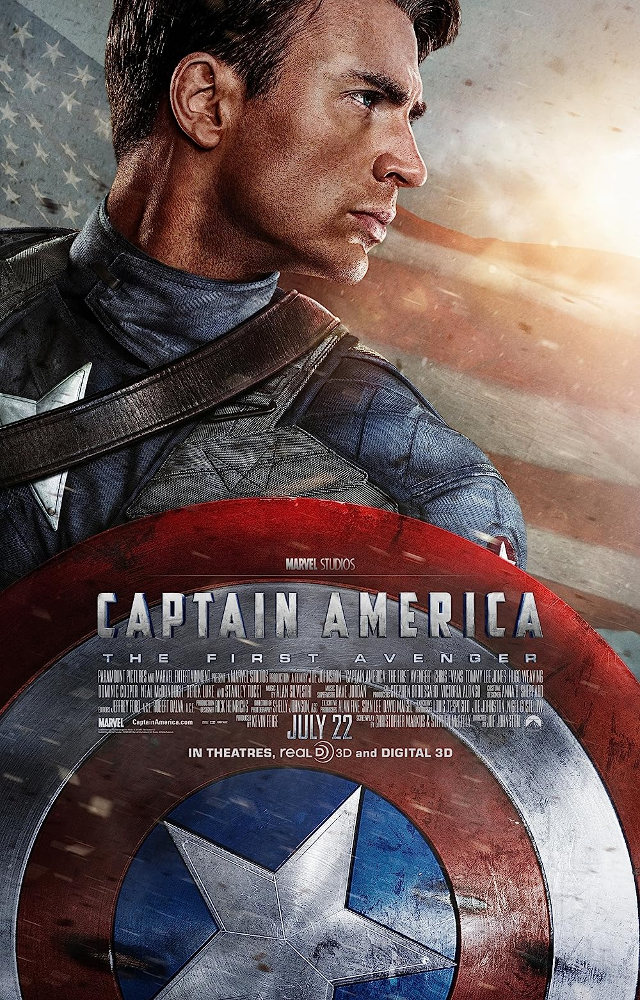 MARVEL STUDIOS
CAPTAIN AMERICA
THE FIRST AVENGER
PARAMOUNT PICTURES AND MARVEL ENTERTAINMENT PRESENT A MARVEL STUDIOS PRODUCTION A FILM BY JOE JOHNSTON "CAPTAIN AMERICA: THE FIRST AVENGER" CHRIS EVANS TOMMY LEE JONES HUGO WEAVING
DOMINIC COOPER NEAL McDONOUGH DEREK LUKE AND STANLEY TUCCI MUSIC BY ALAN SILVESTRI MUSIC SUPERVISOR DAVE JORDAN CO-PRODUCERS STEPHEN BROUSSARD VICTORIA ALONSO COSTUME DESIGNER ANNA B. SHEPPARD
EDITORS JEFFREY FORD, A.C.E. ROBERT DALVA, A.C.E. PRODUCTION DESIGNER RICK HEINRICHS DIRECTOR OF PHOTOGRAPHY SHELLY JOHNSON, ASC EXECUTIVE PRODUCERS ALAN FINE STAN LEE DAVID MAISEL EXECUTIVE PRODUCERS LOUIS D'ESPOSITO JOE JOHNSTON NIGEL GOSTELOW
MARVEL CaptainAmerica.com PRODUCED BY KEVIN FEIGE SCREENPLAY BY CHRISTOPHER MARKUS & STEPHEN McFEELY DIRECTED BY JOE JOHNSTON
JULY 22
IN THEATRES, REAL D 3D and DIGITAL 3D